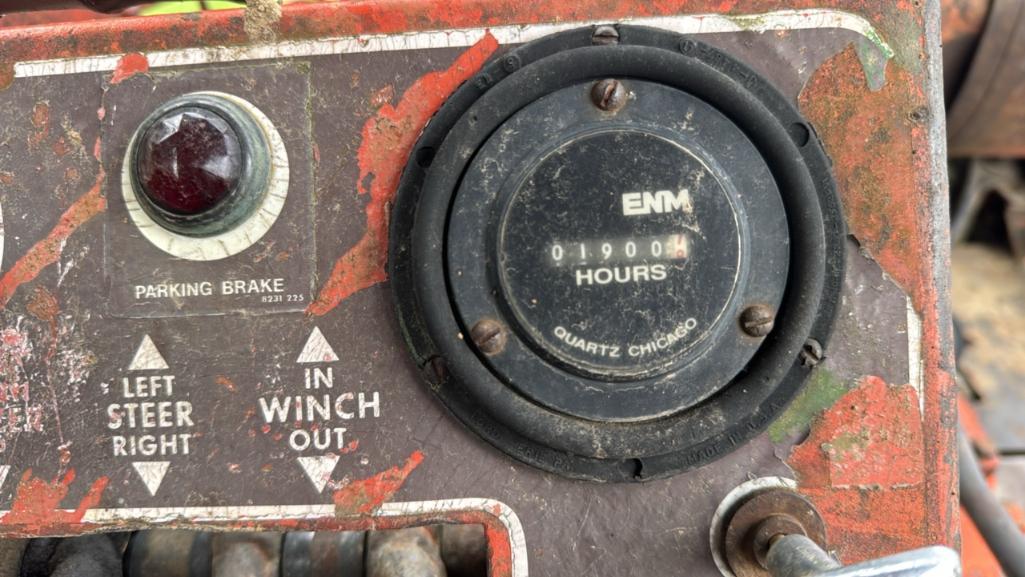 PARKING BRAKE
8231 225
LEFT
STEER
RIGHT
IN
WINCH
OUT
ENM
01900
HOURS
QUARTZ CHICAGO